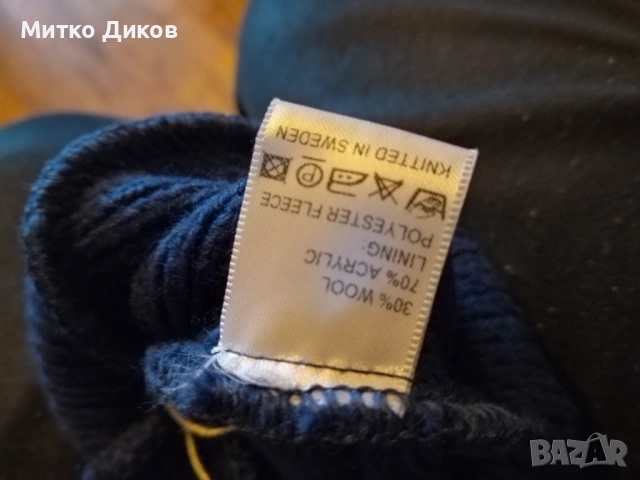 Митко Диков
30% WOOL
70% ACRYLIC
LINING:
POLYESTER FLEECE
P
KNITTED IN SWEDEN
BAZAR